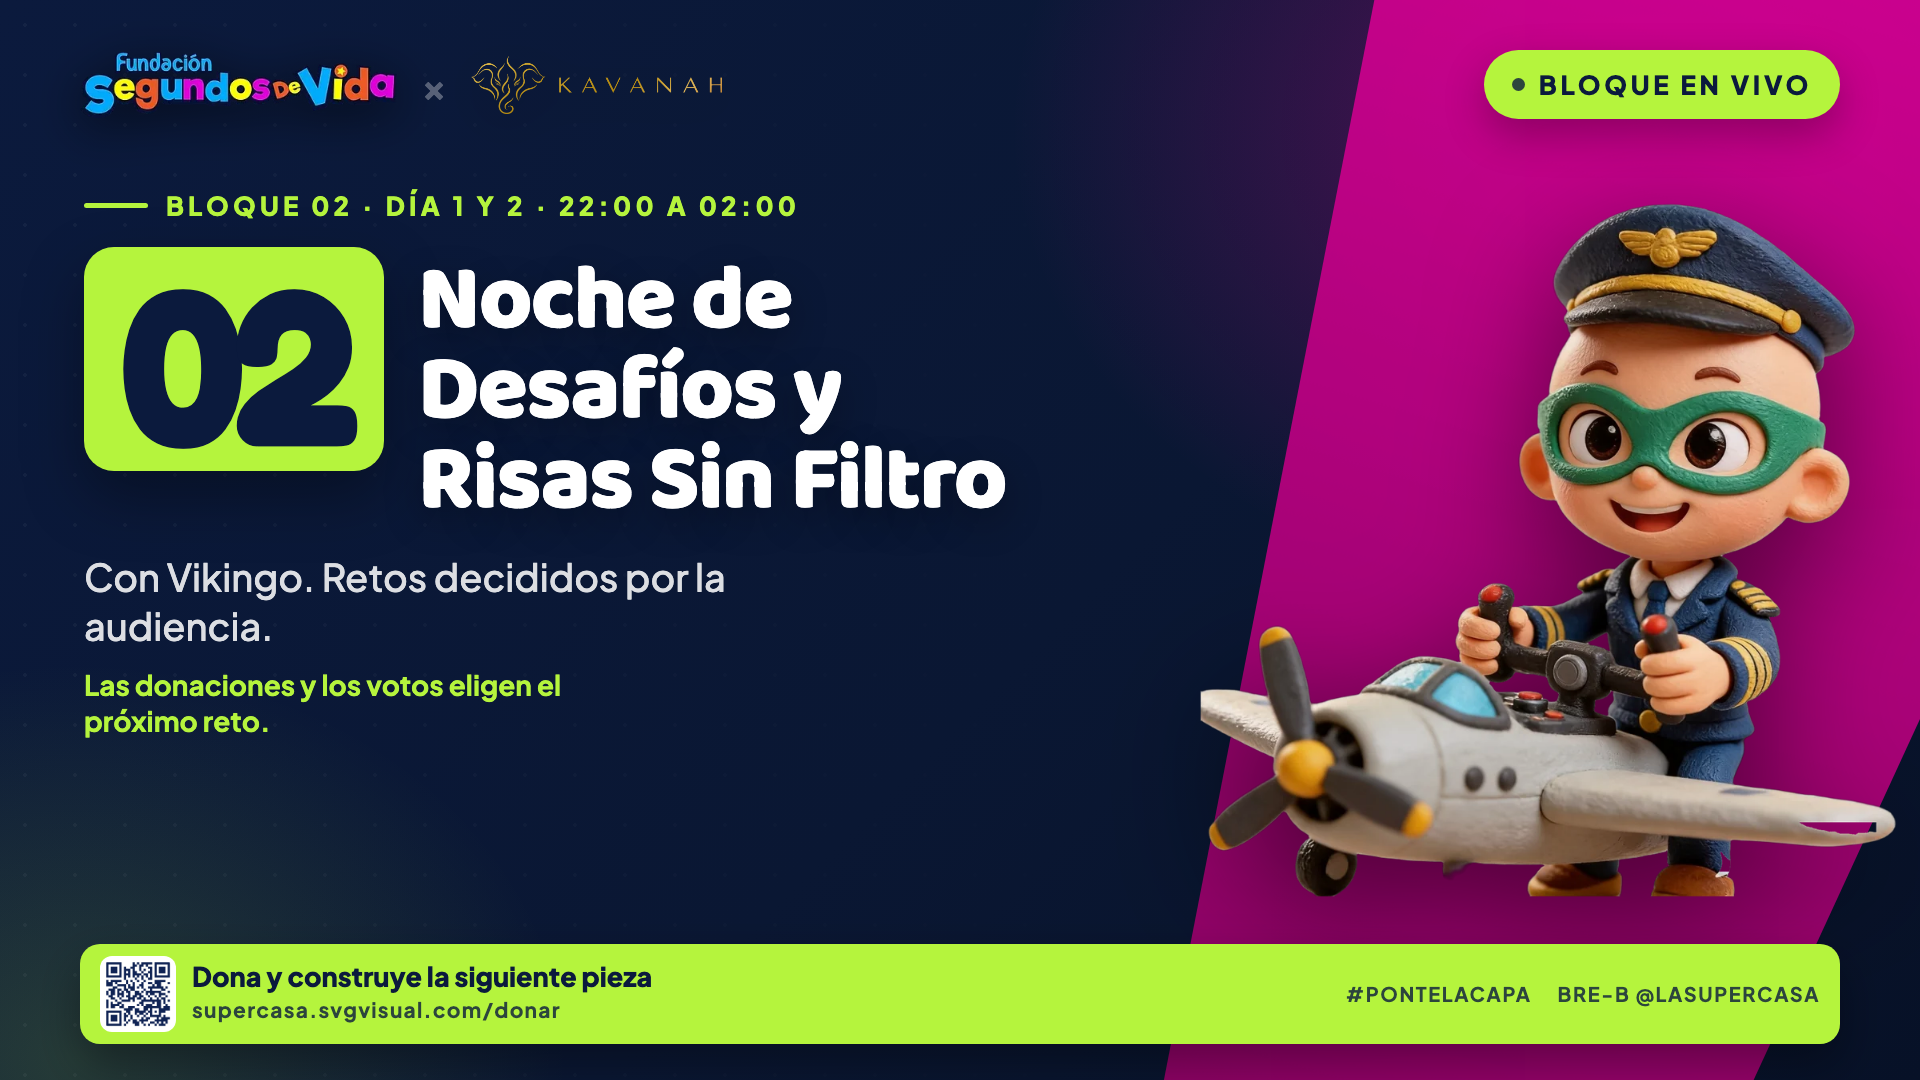 Fundación
Segundos de Vida
×
KAVANAH
BLOQUE EN VIVO
BLOQUE 02 · DÍA 1 Y 2 · 22:00 A 02:00
02
Noche de
Desafíos y
Risas Sin Filtro
Con Vikingo. Retos decididos por la
audiencia.
Las donaciones y los votos eligen el
próximo reto.
Dona y construye la siguiente pieza
supercasa.svgvisual.com/donar
#PONTELACAPA BRE-B @LASUPERCASA